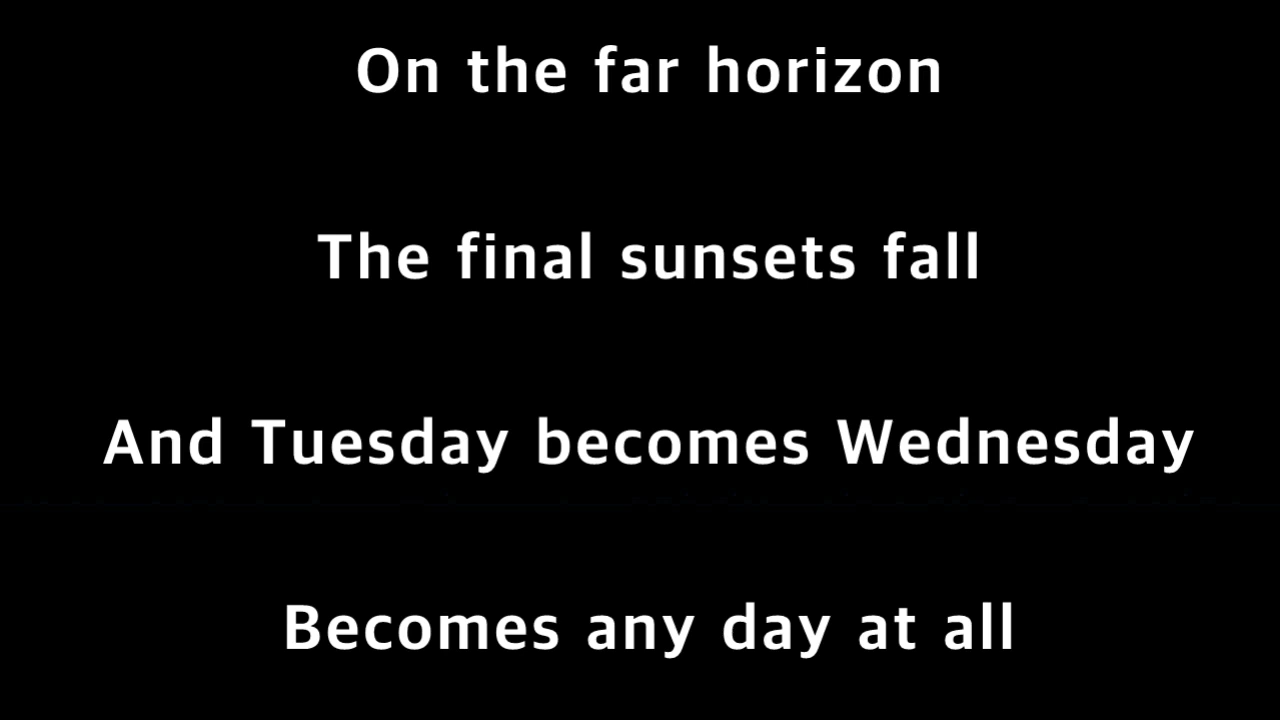 On the far horizon
The final sunsets fall
And Tuesday becomes Wednesday
Becomes any day at all